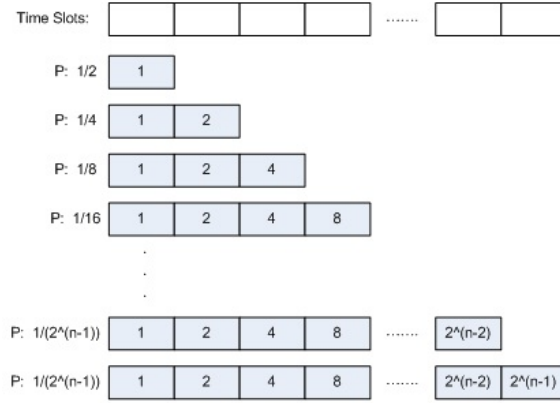 Time Slots: .......
P: 1/2 1
P: 1/4 1 2
P: 1/8 1 2 4
P: 1/16 1 2 4 8
.
.
.
P: 1/(2^(n-1)) 1 2 4 8 ....... 2^(n-2)
P: 1/(2^(n-1)) 1 2 4 8 ....... 2^(n-2) 2^(n-1)